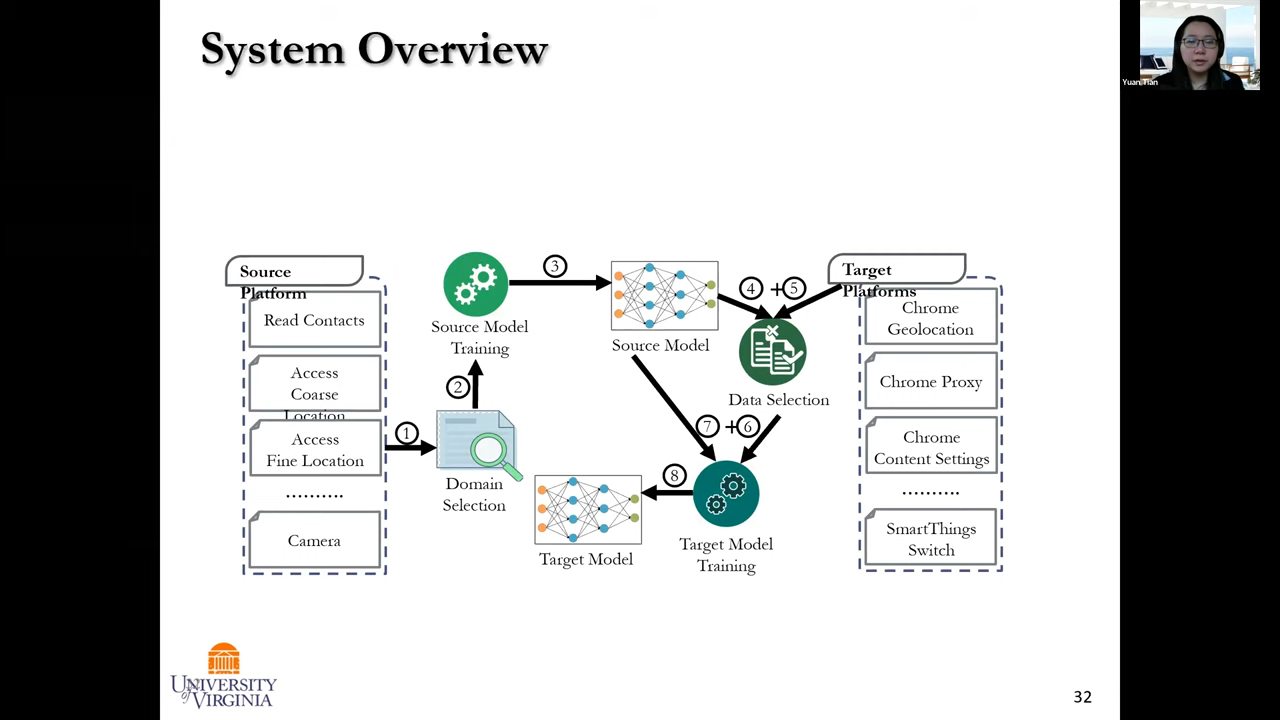 System Overview
Yuan Tian
Source
Platform
Read Contacts
Access
Coarse
Location
Access
Fine Location
..........
Camera
1
Domain
Selection
2
Source Model
Training
3
Source Model
4 + 5
Data Selection
7 + 6
Target Model
Training
8
Target Model
Target
Platforms
Chrome
Geolocation
Chrome Proxy
Chrome
Content Settings
..........
SmartThings
Switch
UNIVERSITY
of VIRGINIA
32